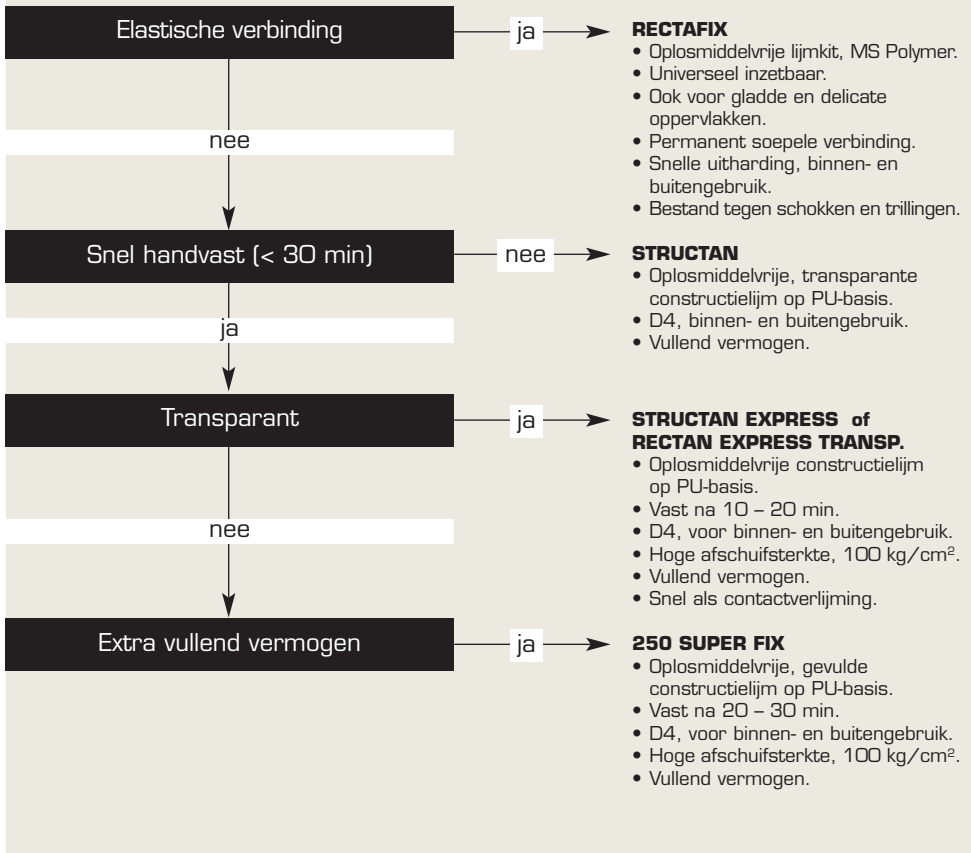 Elastische verbinding
ja
RECTAFIX
• Oplosmiddelvrije lijmkit, MS Polymer.
• Universeel inzetbaar.
• Ook voor gladde en delicate
oppervlakken.
• Permanent soepele verbinding.
• Snelle uitharding, binnen- en
buitengebruik.
• Bestand tegen schokken en trillingen.
nee
Snel handvast (< 30 min)
nee
STRUCTAN
• Oplosmiddelvrije, transparante
constructielijm op PU-basis.
• D4, binnen- en buitengebruik.
• Vullend vermogen.
ja
Transparant
ja
STRUCTAN EXPRESS of
RECTAN EXPRESS TRANSP.
• Oplosmiddelvrije constructielijm
op PU-basis.
• Vast na 10 – 20 min.
• D4, voor binnen- en buitengebruik.
• Hoge afschuifsterkte, 100 kg/cm².
• Vullend vermogen.
• Snel als contactverlijming.
nee
Extra vullend vermogen
ja
250 SUPER FIX
• Oplosmiddelvrije, gevulde
constructielijm op PU-basis.
• Vast na 20 – 30 min.
• D4, voor binnen- en buitengebruik.
• Hoge afschuifsterkte, 100 kg/cm².
• Vullend vermogen.